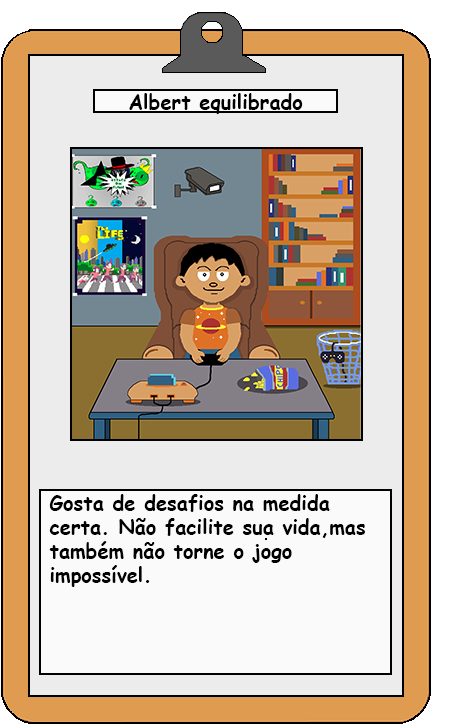 Albert equilibrado
LIFE
CHIPS
Gosta de desafios na medida
certa. Não facilite sua vida,mas
também não torne o jogo
impossível.